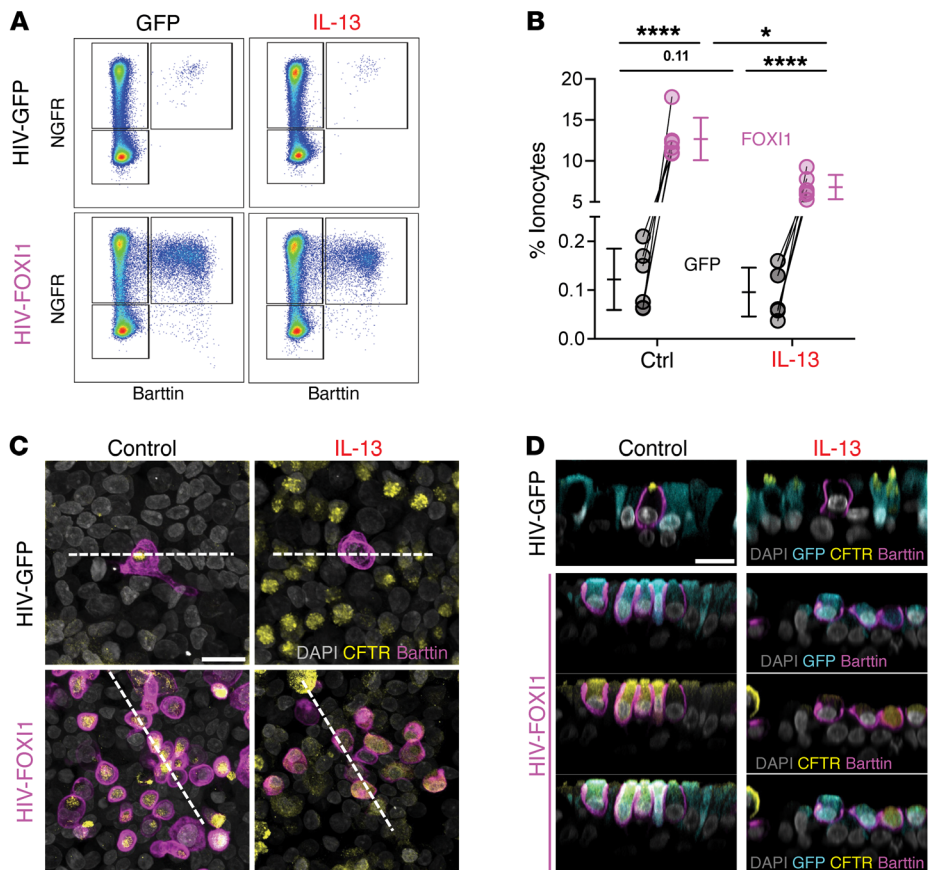 A
GFP
IL-13
HIV-GFP
NGFR
HIV-FOXI1
NGFR
Barttin
Barttin
B
****
*
0.11
****
% Ionocytes
20
15
10
5
0.2
0.1
0.0
FOXI1
GFP
Ctrl
IL-13
C
Control
IL-13
HIV-GFP
DAPI CFTR Barttin
HIV-FOXI1
D
Control
IL-13
HIV-GFP
DAPI GFP CFTR Barttin
HIV-FOXI1
DAPI GFP Barttin
DAPI CFTR Barttin
DAPI GFP CFTR Barttin